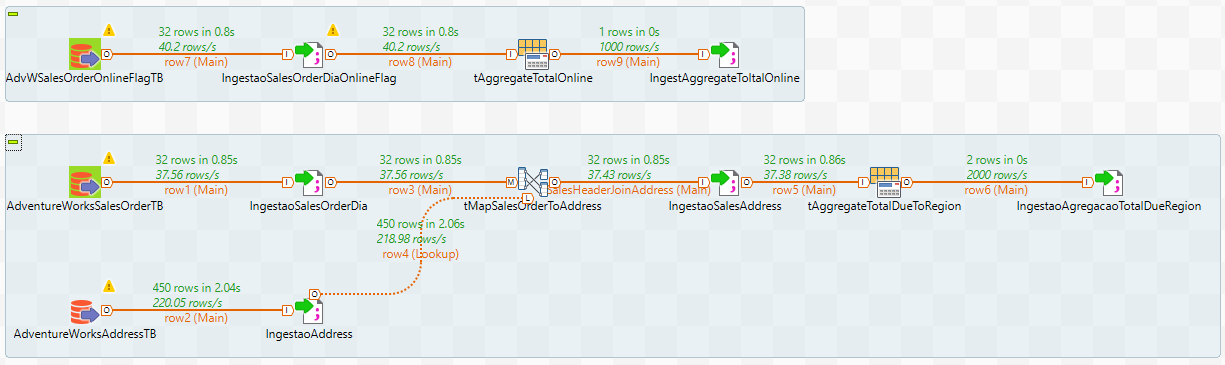 32 rows in 0.8s
40.2 rows/s
row7 (Main)
32 rows in 0.8s
40.2 rows/s
row8 (Main)
1 rows in 0s
1000 rows/s
row9 (Main)
O
I
O
I
O
I
AdvWSalesOrderOnlineFlagTB
IngestaoSalesOrderDiaOnlineFlag
tAggregateTotalOnline
IngestAggregateToltalOnline
32 rows in 0.85s
37.56 rows/s
row1 (Main)
32 rows in 0.85s
37.56 rows/s
row3 (Main)
32 rows in 0.85s
37.43 rows/s
SalesHeaderJoinAddress (Main)
32 rows in 0.86s
37.38 rows/s
row5 (Main)
2 rows in 0s
2000 rows/s
row6 (Main)
O
I
O
M
O
I
O
I
O
I
L
AdventureWorksSalesOrderTB
IngestaoSalesOrderDia
tMapSalesOrderToAddress
IngestaoSalesAddress
tAggregateTotalDueToRegion
IngestaoAgregacaoTotalDueRegion
450 rows in 2.06s
218.98 rows/s
row4 (Lookup)
450 rows in 2.04s
220.05 rows/s
row2 (Main)
O
O
I
AdventureWorksAddressTB
IngestaoAddress